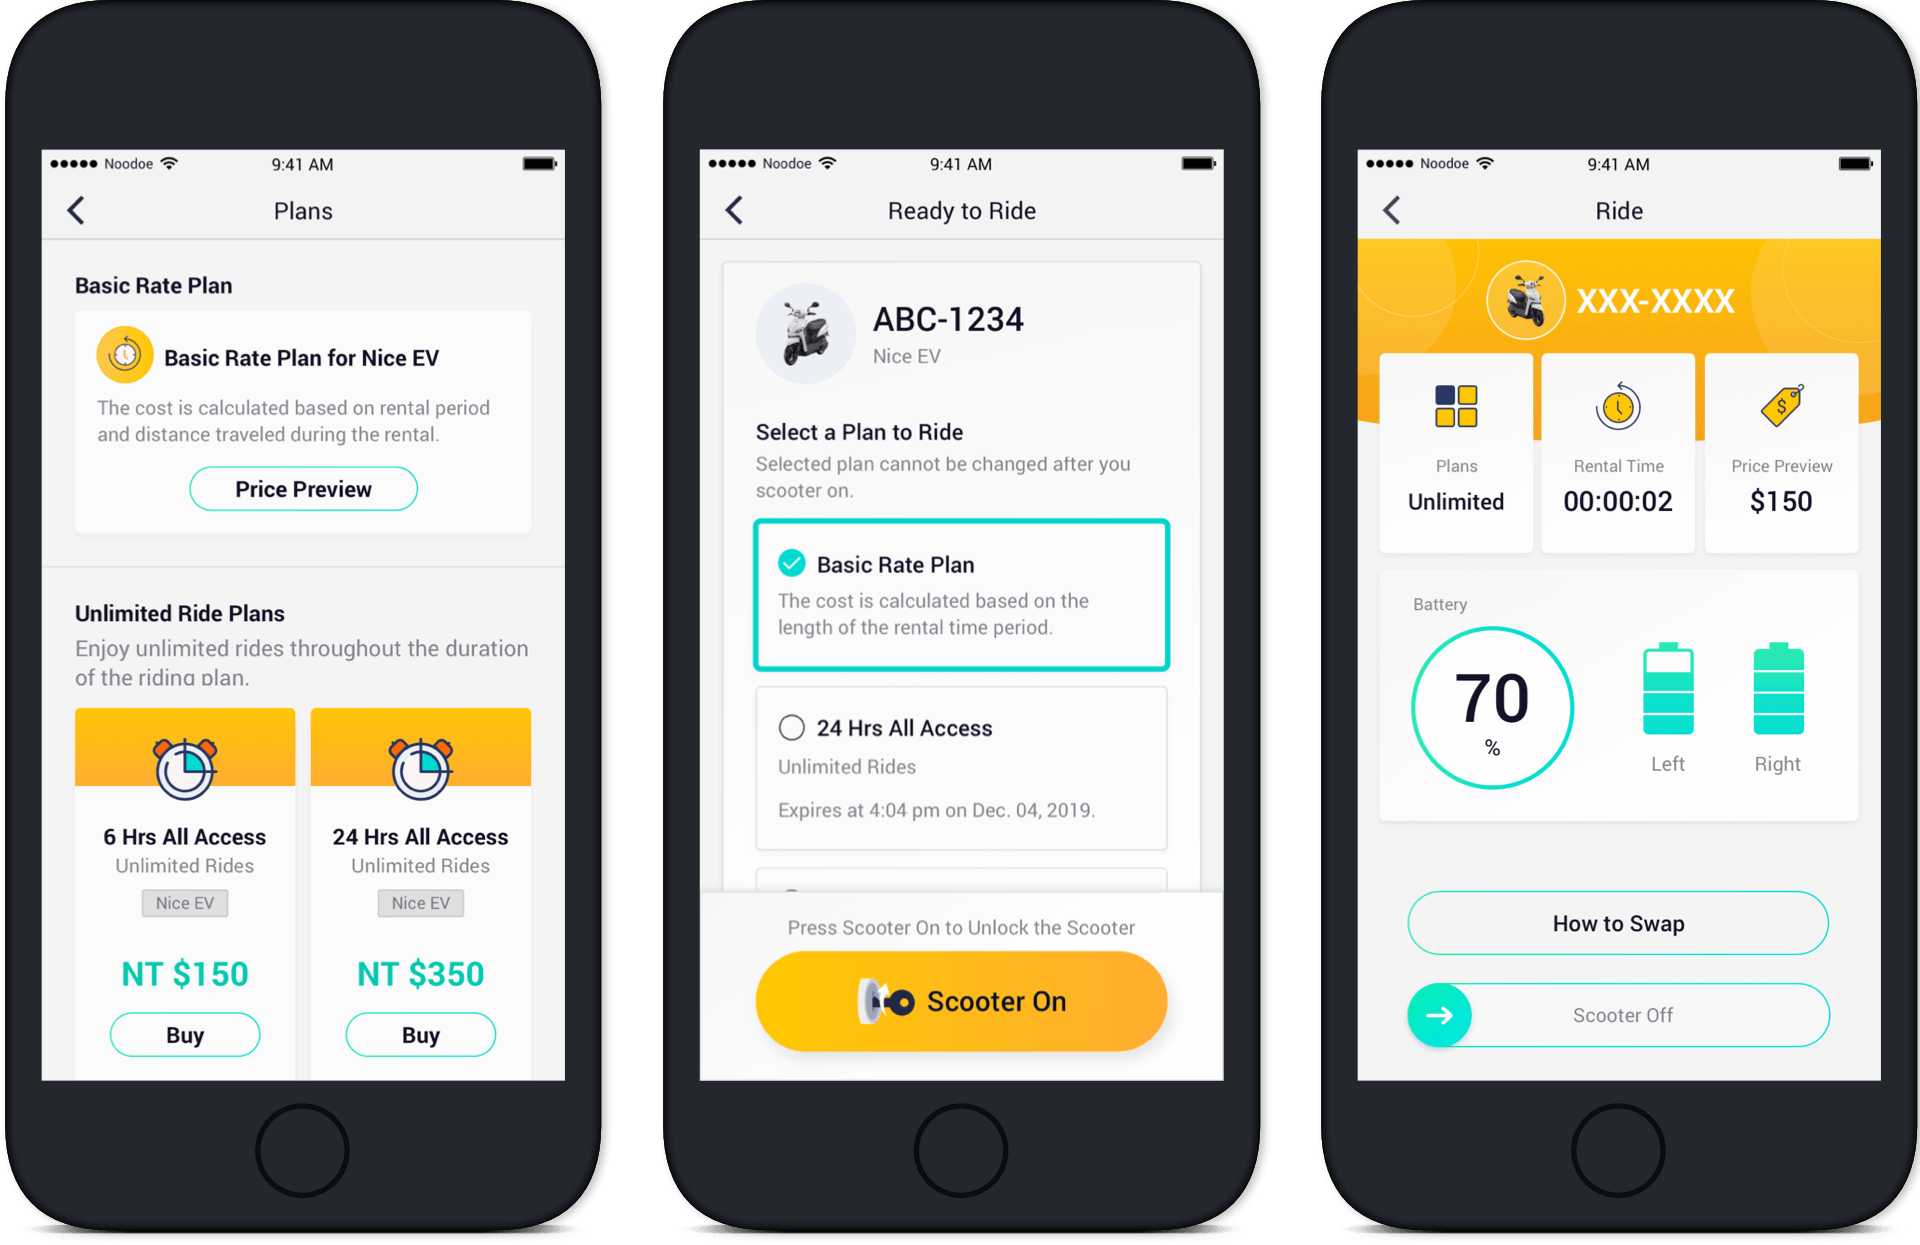 Noodoe
9:41 AM
Plans
Basic Rate Plan
Basic Rate Plan for Nice EV
The cost is calculated based on rental period
and distance traveled during the rental.
Price Preview
Unlimited Ride Plans
Enjoy unlimited rides throughout the duration
of the riding plan.
6 Hrs All Access
Unlimited Rides
Nice EV
NT $150
Buy
24 Hrs All Access
Unlimited Rides
Nice EV
NT $350
Buy
Noodoe
9:41 AM
Ready to Ride
ABC-1234
Nice EV
Select a Plan to Ride
Selected plan cannot be changed after you
scooter on.
Basic Rate Plan
The cost is calculated based on the
length of the rental time period.
24 Hrs All Access
Unlimited Rides
Expires at 4:04 pm on Dec. 04, 2019.
Press Scooter On to Unlock the Scooter
Scooter On
Noodoe
9:41 AM
Ride
XXX-XXXX
Plans
Unlimited
Rental Time
00:00:02
$
Price Preview
$150
Battery
70
%
Left
Right
How to Swap
Scooter Off